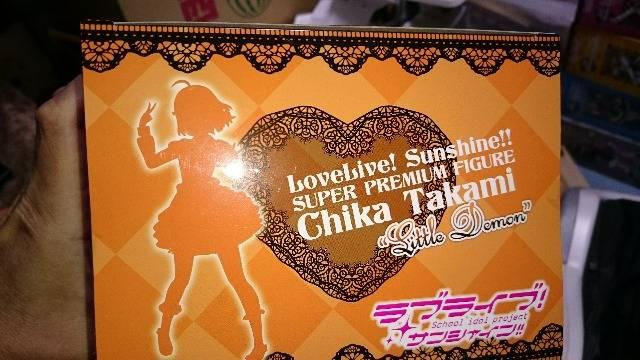 LoveLive! Sunshine!!
SUPER PREMIUM FIGURE
Chika Takami
"Little Demon"
ラブライブ!
School idol project
サンシャイン!!